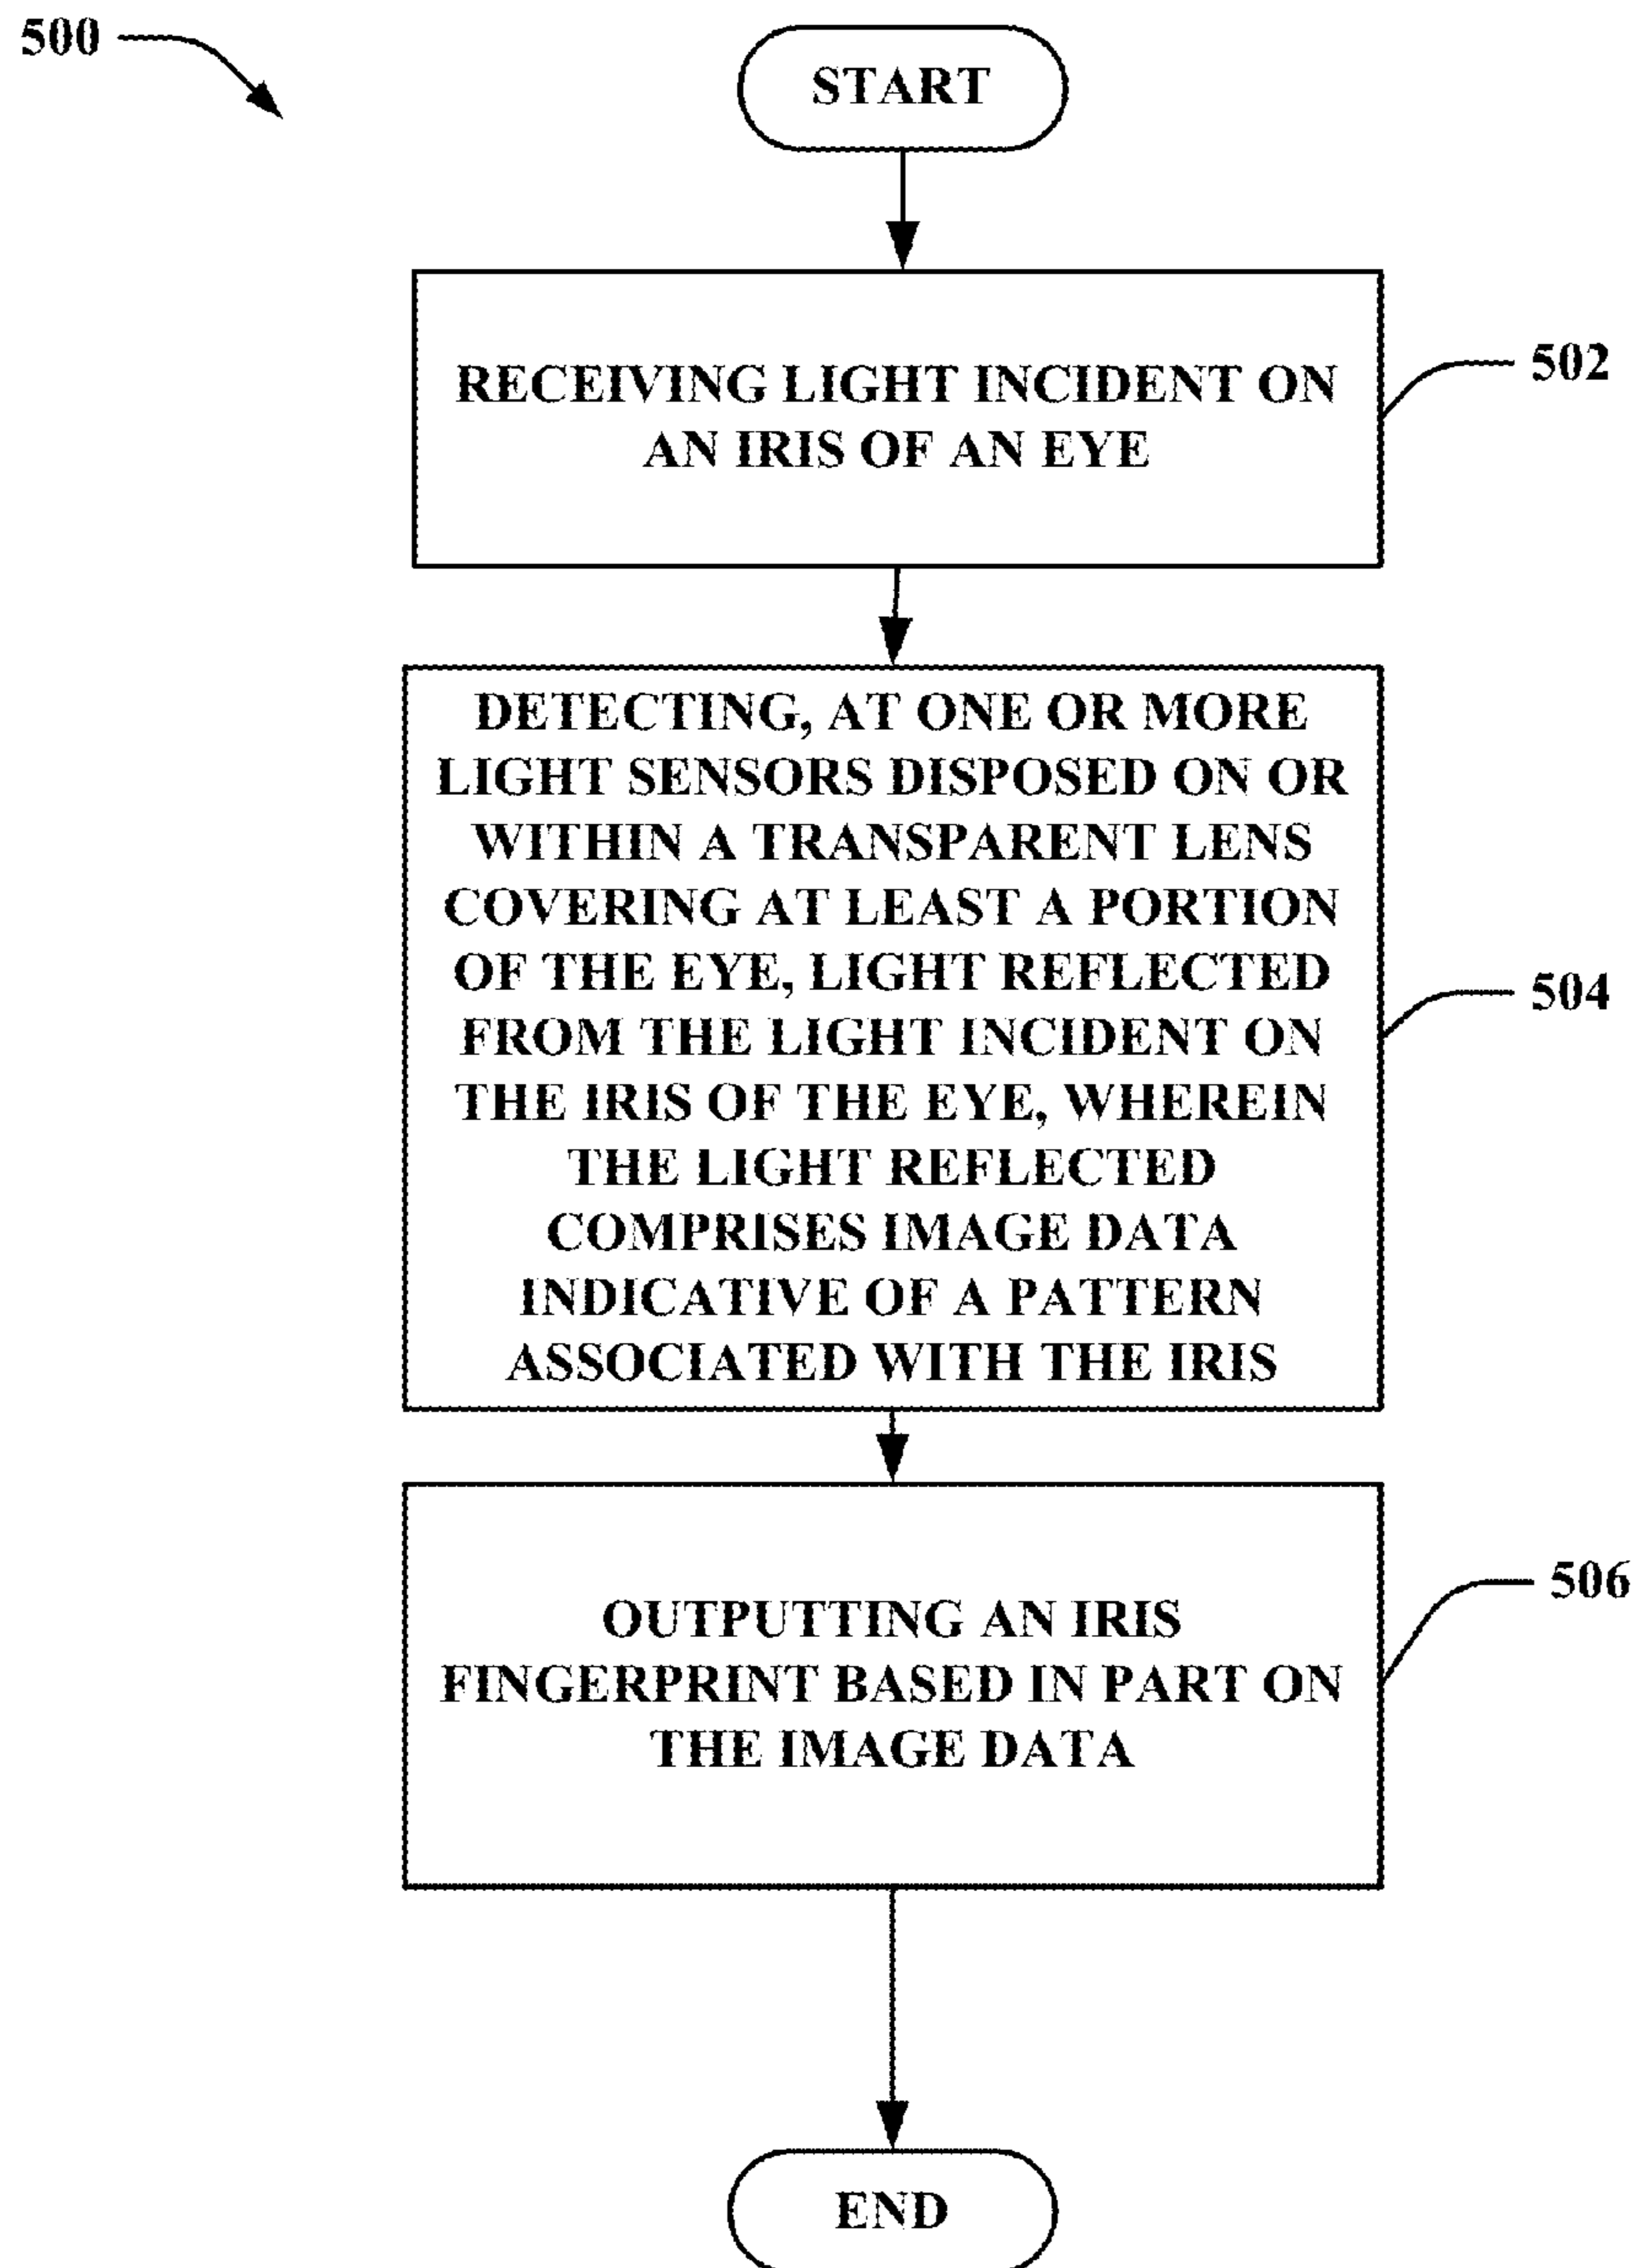 500
START
RECEIVING LIGHT INCIDENT ON
AN IRIS OF AN EYE
502
DETECTING, AT ONE OR MORE
LIGHT SENSORS DISPOSED ON OR
WITHIN A TRANSPARENT LENS
COVERING AT LEAST A PORTION
OF THE EYE, LIGHT REFLECTED
FROM THE LIGHT INCIDENT ON
THE IRIS OF THE EYE, WHEREIN
THE LIGHT REFLECTED
COMPRISES IMAGE DATA
INDICATIVE OF A PATTERN
ASSOCIATED WITH THE IRIS
504
OUTPUTTING AN IRIS
FINGERPRINT BASED IN PART ON
THE IMAGE DATA
506
END